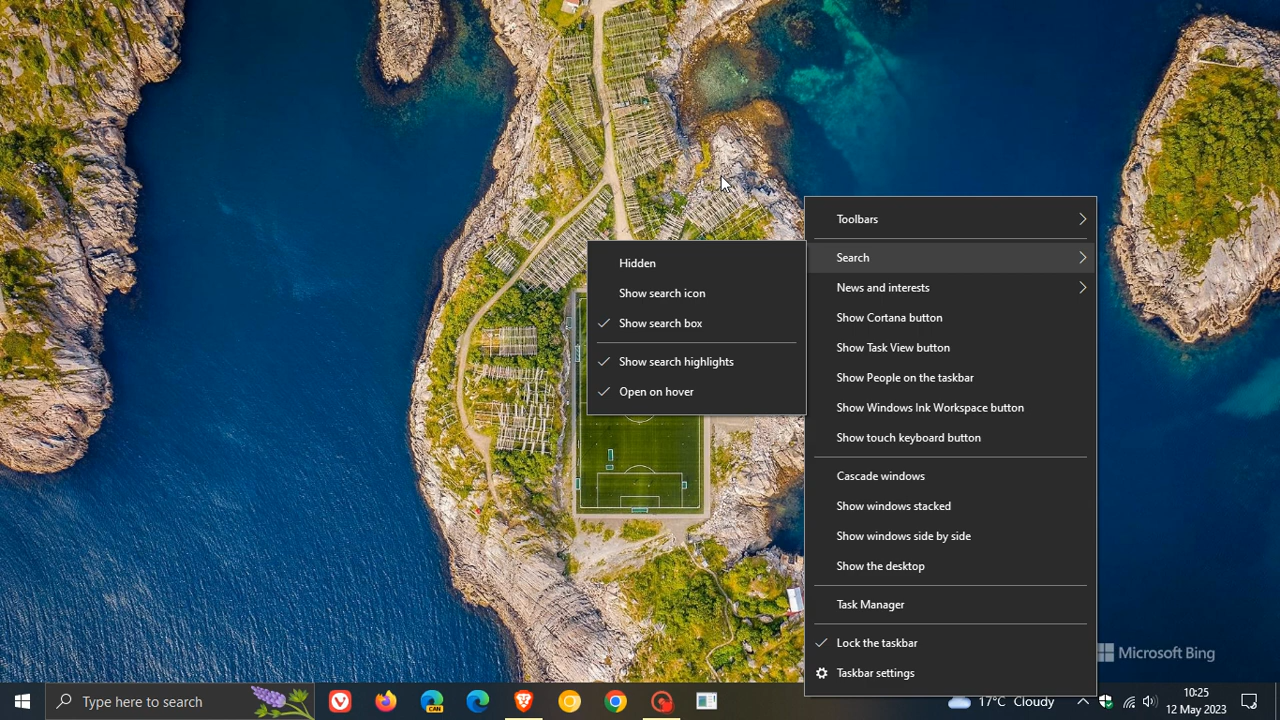 Toolbars
Search
News and interests
Show Cortana button
Show Task View button
Show People on the taskbar
Show Windows Ink Workspace button
Show touch keyboard button
Cascade windows
Show windows stacked
Show windows side by side
Show the desktop
Task Manager
Lock the taskbar
Taskbar settings
Hidden
Show search icon
Show search box
Show search highlights
Open on hover
Microsoft Bing
Type here to search
CAN
17°C Cloudy
10:25
12 May 2023